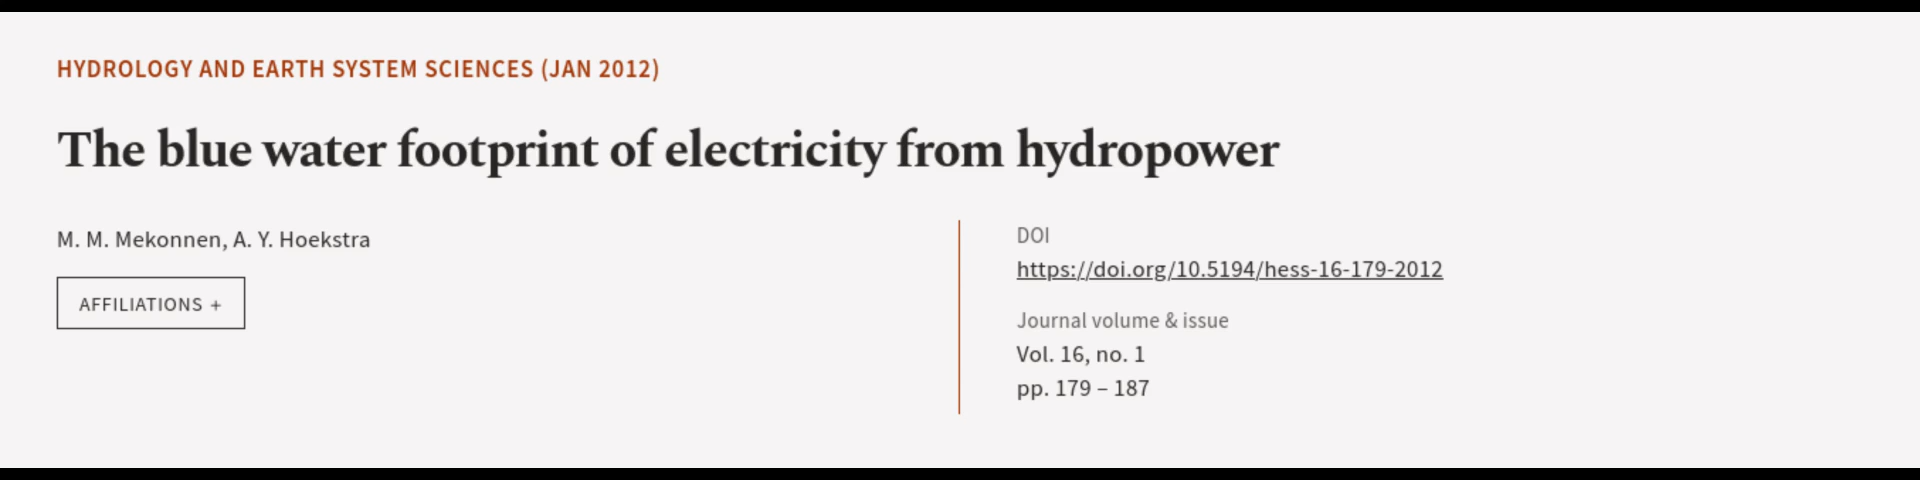 HYDROLOGY AND EARTH SYSTEM SCIENCES (JAN 2012)
The blue water footprint of electricity from hydropower
M. M. Mekonnen, A. Y. Hoekstra
AFFILIATIONS +
DOI
https://doi.org/10.5194/hess-16-179-2012
Journal volume & issue
Vol. 16, no. 1
pp. 179 – 187